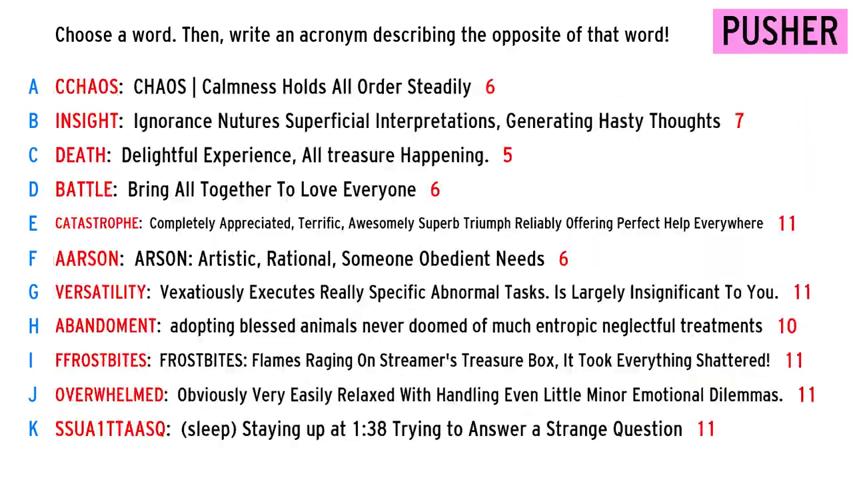 Choose a word. Then, write an acronym describing the opposite of that word!
PUSHER
A CCHAOS: CHAOS | Calmness Holds All Order Steadily 6
B INSIGHT: Ignorance Nutures Superficial Interpretations, Generating Hasty Thoughts 7
C DEATH: Delightful Experience, All treasure Happening. 5
D BATTLE: Bring All Together To Love Everyone 6
E CATASTROPHE: Completely Appreciated, Terrific, Awesomely Superb Triumph Reliably Offering Perfect Help Everywhere 11
F AARSON: ARSON: Artistic, Rational, Someone Obedient Needs 6
G VERSATILITY: Vexatiously Executes Really Specific Abnormal Tasks. Is Largely Insignificant To You. 11
H ABANDOMENT: adopting blessed animals never doomed of much entropic neglectful treatments 10
I FFROSTBITES: FROSTBITES: Flames Raging On Streamer's Treasure Box, It Took Everything Shattered! 11
J OVERWHELMED: Obviously Very Easily Relaxed With Handling Even Little Minor Emotional Dilemmas. 11
K SSUA1TTAASQ: (sleep) Staying up at 1:38 Trying to Answer a Strange Question 11